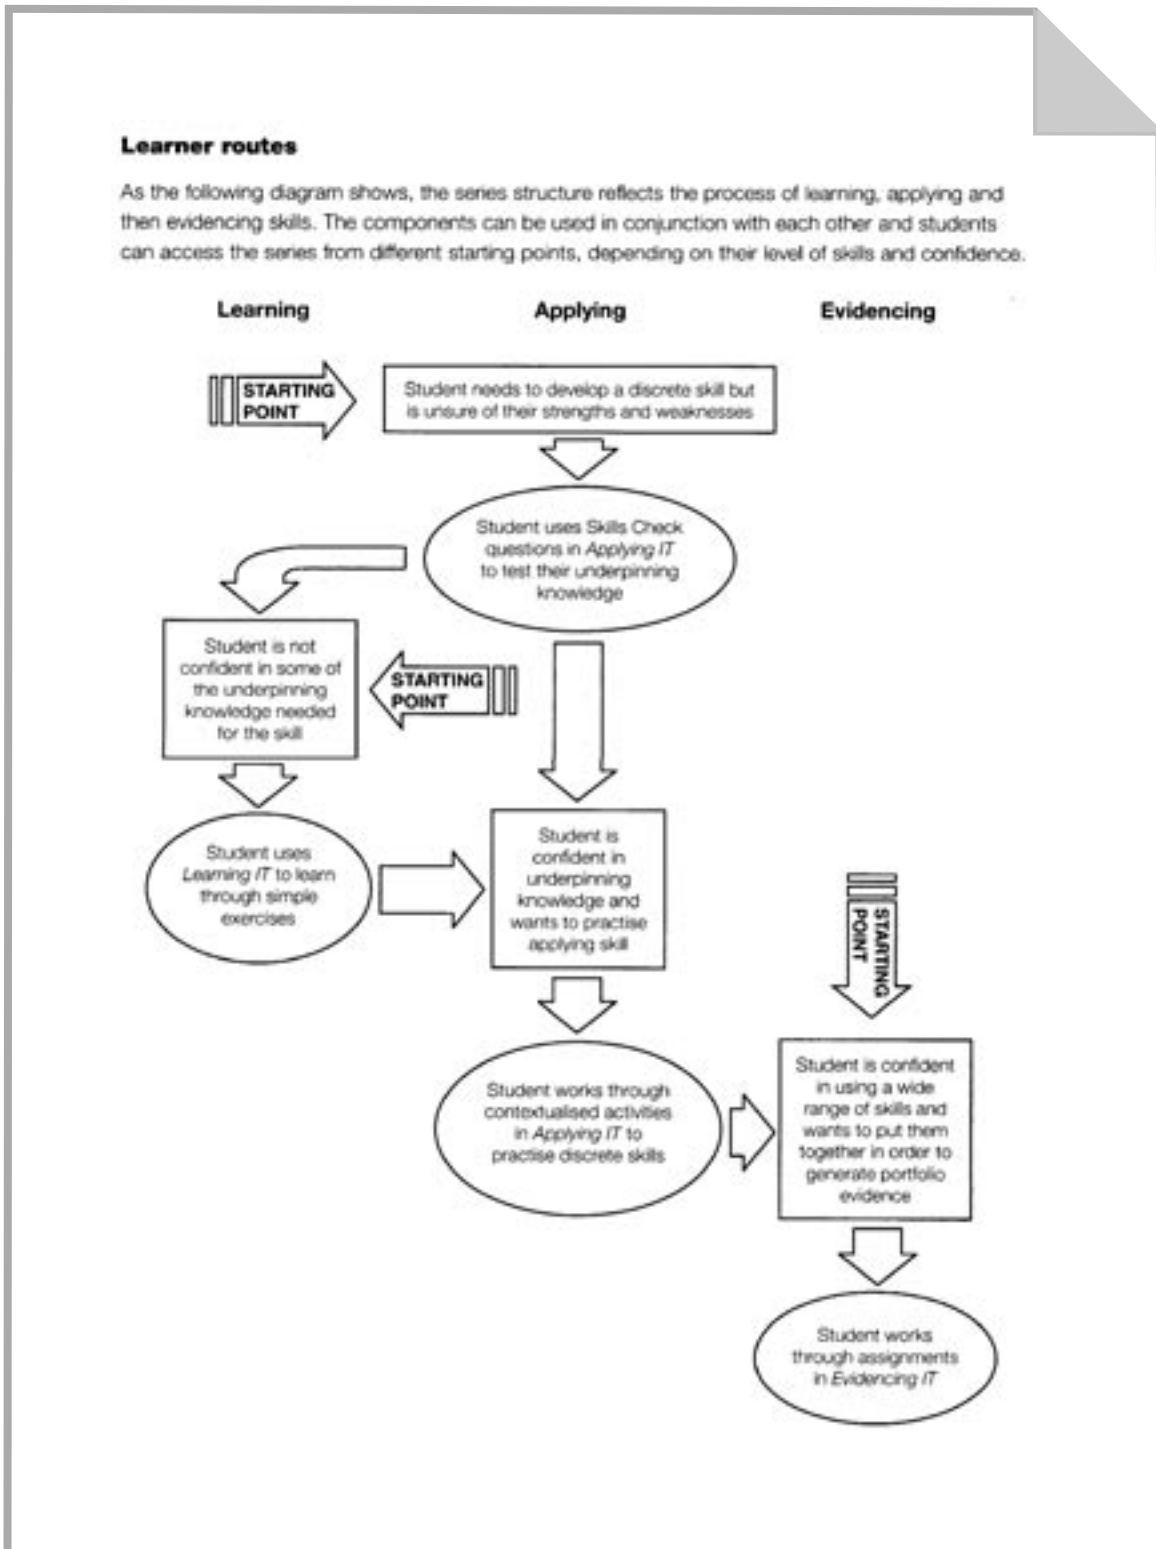 Learner routes
As the following diagram shows, the series structure reflects the process of learning, applying and
then evidencing skills. The components can be used in conjunction with each other and students
can access the series from different starting points, depending on their level of skills and confidence.
Learning
Applying
Evidencing
STARTING
POINT
Student needs to develop a discrete skill but
is unsure of their strengths and weaknesses
Student uses Skills Check
questions in Applying IT
to test their underpinning
knowledge
Student is not
confident in some of
the underpinning
knowledge needed
for the skill
STARTING
POINT
Student uses
Learning IT to learn
through simple
exercises
Student is
confident in
underpinning
knowledge and
wants to practise
applying skill
STARTING
POINT
Student works through
contextualised activities
in Applying IT to
practise discrete skills
Student is confident
in using a wide
range of skills and
wants to put them
together in order to
generate portfolio
evidence
Student works
through assignments
in Evidencing IT